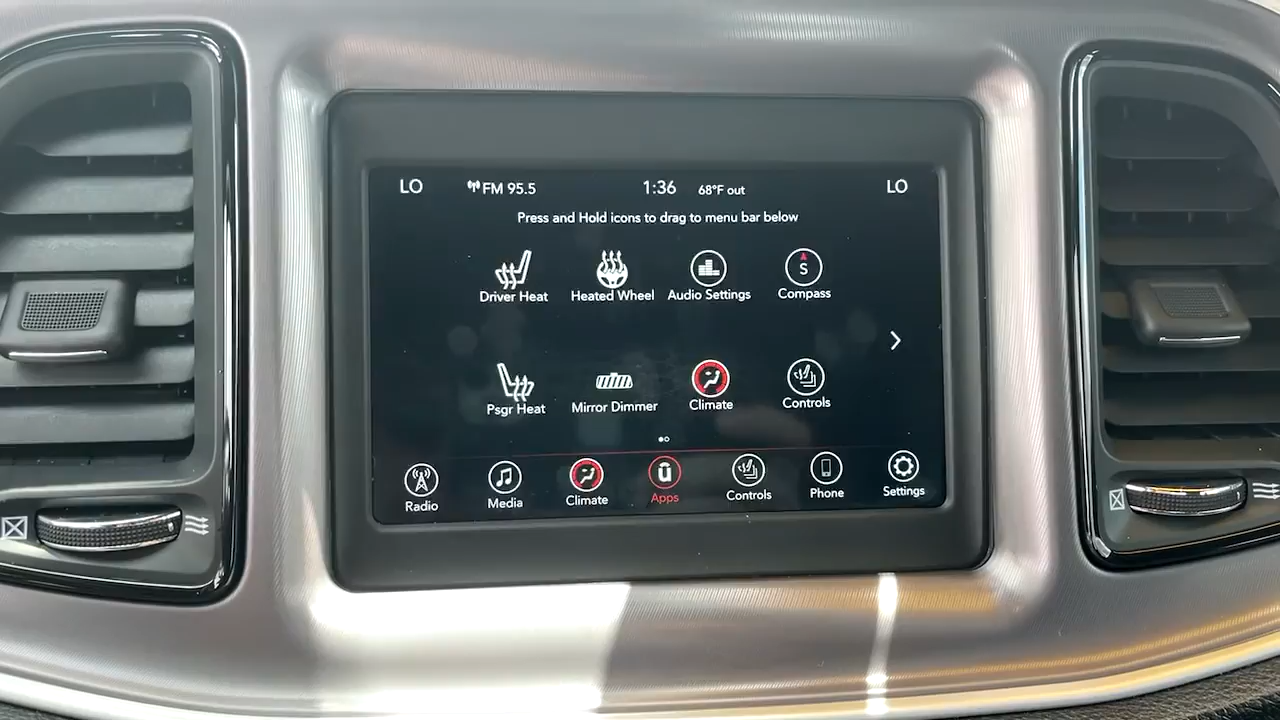 LO FM 95.5 1:36 68°F out LO
Press and Hold icons to drag to menu bar below
Driver Heat Heated Wheel Audio Settings S Compass
Psgr Heat Mirror Dimmer Climate Controls
Radio Media Climate Apps Controls Phone Settings